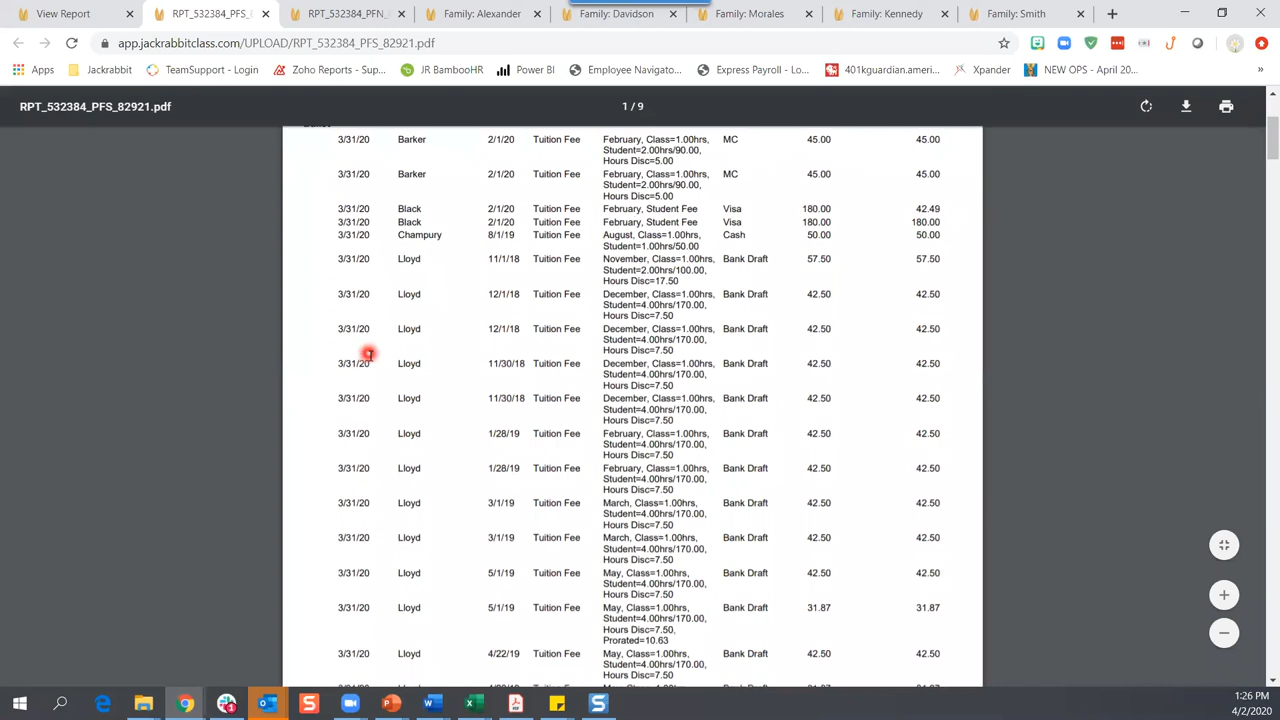 View Report
RPT_532384_PFS_
RPT_532384_PFN_
Family: Alexander
Family: Davidson
Family: Morales
Family: Kennedy
Family: Smith
app.jackrabbitclass.com/UPLOAD/RPT_532384_PFS_82921.pdf
Apps Jackrabbit TeamSupport - Login Zoho Reports - Sup... JR BambooHR Power BI Employee Navigato... Express Payroll - Lo... 401kguardian.ameri... Xpander NEW OPS - April 20... »
RPT_532384_PFS_82921.pdf 1 / 9
3/31/20 Barker 2/1/20 Tuition Fee February, Class=1.00hrs, MC 45.00 45.00
Student=2.00hrs/90.00,
Hours Disc=5.00
3/31/20 Barker 2/1/20 Tuition Fee February, Class=1.00hrs, MC 45.00 45.00
Student=2.00hrs/90.00,
Hours Disc=5.00
3/31/20 Black 2/1/20 Tuition Fee February, Student Fee Visa 180.00 42.49
3/31/20 Black 2/1/20 Tuition Fee February, Student Fee Visa 180.00 180.00
3/31/20 Champury 8/1/19 Tuition Fee August, Class=1.00hrs, Cash 50.00 50.00
Student=1.00hrs/50.00
3/31/20 Lloyd 11/1/18 Tuition Fee November, Class=1.00hrs, Bank Draft 57.50 57.50
Student=2.00hrs/100.00,
Hours Disc=17.50
3/31/20 Lloyd 12/1/18 Tuition Fee December, Class=1.00hrs, Bank Draft 42.50 42.50
Student=4.00hrs/170.00,
Hours Disc=7.50
3/31/20 Lloyd 12/1/18 Tuition Fee December, Class=1.00hrs, Bank Draft 42.50 42.50
Student=4.00hrs/170.00,
Hours Disc=7.50
3/31/20 Lloyd 11/30/18 Tuition Fee December, Class=1.00hrs, Bank Draft 42.50 42.50
Student=4.00hrs/170.00,
Hours Disc=7.50
3/31/20 Lloyd 11/30/18 Tuition Fee December, Class=1.00hrs, Bank Draft 42.50 42.50
Student=4.00hrs/170.00,
Hours Disc=7.50
3/31/20 Lloyd 1/28/19 Tuition Fee February, Class=1.00hrs, Bank Draft 42.50 42.50
Student=4.00hrs/170.00,
Hours Disc=7.50
3/31/20 Lloyd 1/28/19 Tuition Fee February, Class=1.00hrs, Bank Draft 42.50 42.50
Student=4.00hrs/170.00,
Hours Disc=7.50
3/31/20 Lloyd 3/1/19 Tuition Fee March, Class=1.00hrs, Bank Draft 42.50 42.50
Student=4.00hrs/170.00,
Hours Disc=7.50
3/31/20 Lloyd 3/1/19 Tuition Fee March, Class=1.00hrs, Bank Draft 42.50 42.50
Student=4.00hrs/170.00,
Hours Disc=7.50
3/31/20 Lloyd 5/1/19 Tuition Fee May, Class=1.00hrs, Bank Draft 42.50 42.50
Student=4.00hrs/170.00,
Hours Disc=7.50
3/31/20 Lloyd 5/1/19 Tuition Fee May, Class=1.00hrs, Bank Draft 31.87 31.87
Student=4.00hrs/170.00,
Hours Disc=7.50,
Prorated=10.63
3/31/20 Lloyd 4/22/19 Tuition Fee May, Class=1.00hrs, Bank Draft 42.50 42.50
Student=4.00hrs/170.00,
Hours Disc=7.50
1:26 PM
4/2/2020